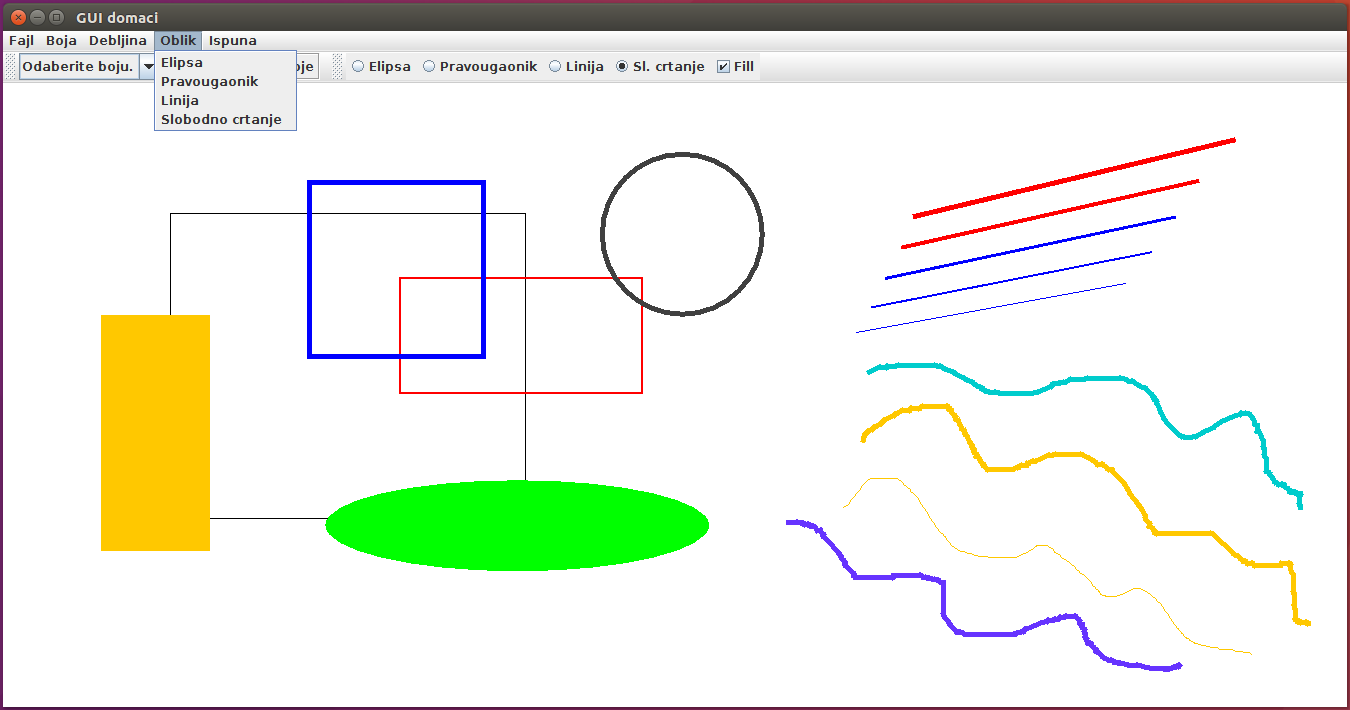 GUI domaci
Fajl Boja Debljina Oblik Ispuna
Odaberite boju. oje Elipsa Pravougaonik Linija Sl. crtanje Fill
Elipsa
Pravougaonik
Linija
Slobodno crtanje